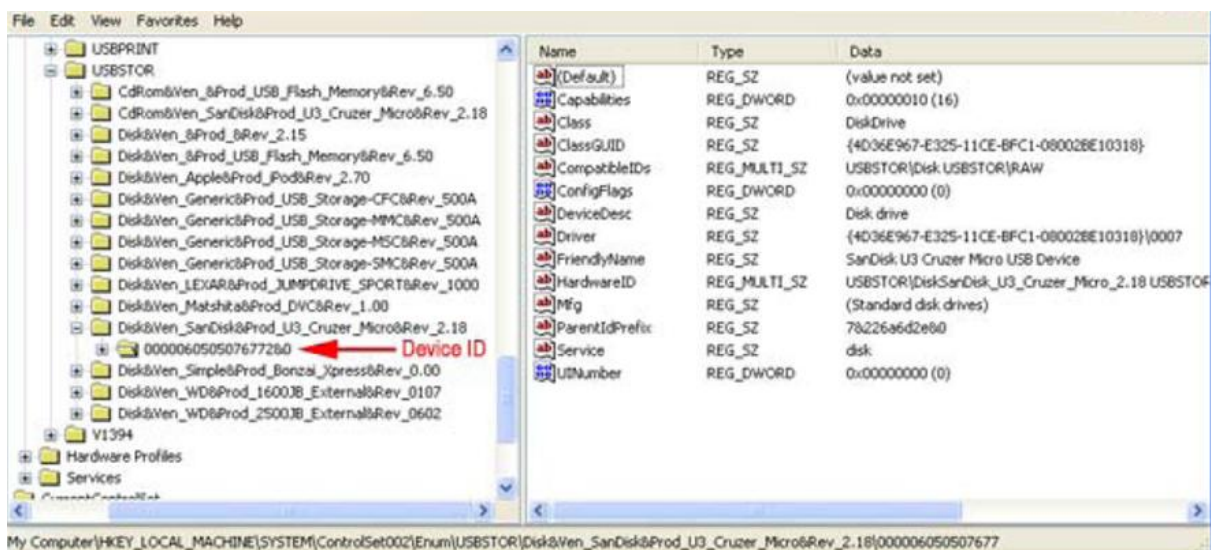 File Edit View Favorites Help
USBPRINT
USBSTOR
CdRom&Ven_&Prod_USB_Flash_Memory&Rev_6.50
CdRom&Ven_SanDisk&Prod_U3_Cruzer_Micro&Rev_2.18
Disk&Ven_&Prod_&Rev_2.15
Disk&Ven_&Prod_USB_Flash_Memory&Rev_6.50
Disk&Ven_Apple&Prod_iPod&Rev_2.70
Disk&Ven_Generic&Prod_USB_Storage-CFC&Rev_500A
Disk&Ven_Generic&Prod_USB_Storage-MMC&Rev_500A
Disk&Ven_Generic&Prod_USB_Storage-MSC&Rev_500A
Disk&Ven_Generic&Prod_USB_Storage-SMC&Rev_500A
Disk&Ven_LEXAR&Prod_JUMPDRIVE_SPORT&Rev_1000
Disk&Ven_Matshita&Prod_DVC&Rev_1.00
Disk&Ven_SanDisk&Prod_U3_Cruzer_Micro&Rev_2.18
0000060505076772&0 Device ID
Disk&Ven_Simple&Prod_Bonzai_Xpress&Rev_0.00
Disk&Ven_WD&Prod_1600JB_External&Rev_0107
Disk&Ven_WD&Prod_2500JB_External&Rev_0602
V1394
Hardware Profiles
Services
CurrentControlSet
Name Type Data
(Default) REG_SZ (value not set)
Capabilities REG_DWORD 0x00000010 (16)
Class REG_SZ DiskDrive
ClassGUID REG_SZ {4D36E967-E325-11CE-BFC1-08002BE10318}
CompatibleIDs REG_MULTI_SZ USBSTOR\Disk USBSTOR\RAW
ConfigFlags REG_DWORD 0x00000000 (0)
DeviceDesc REG_SZ Disk drive
Driver REG_SZ {4D36E967-E325-11CE-BFC1-08002BE10318}\0007
FriendlyName REG_SZ SanDisk U3 Cruzer Micro USB Device
HardwareID REG_MULTI_SZ USBSTOR\DiskSanDisk_U3_Cruzer_Micro_2.18 USBSTOR
Mfg REG_SZ (Standard disk drives)
ParentIdPrefix REG_SZ 7&226a6d2e&0
Service REG_SZ disk
UINumber REG_DWORD 0x00000000 (0)
My Computer\HKEY_LOCAL_MACHINE\SYSTEM\ControlSet002\Enum\USBSTOR\Disk&Ven_SanDisk&Prod_U3_Cruzer_Micro&Rev_2.18\000006050507677